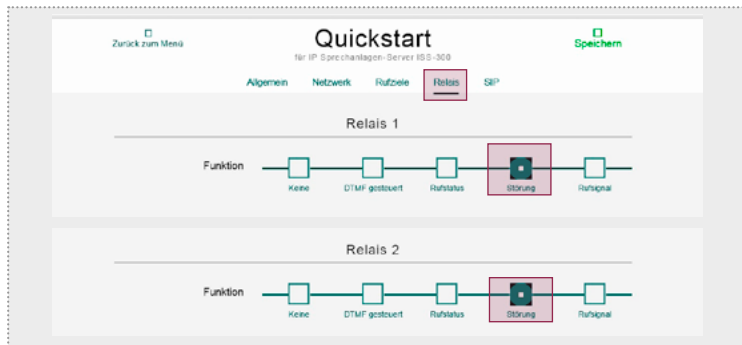 Zurück zum Menü
Quickstart
Speichern
für IP Sprechanlagen-Server ISS-300
Allgemein Netzwerk Rufziele Relais SIP
Relais 1
Funktion
Keine DTMF gesteuert Rufstatus Störung Rufsignal
Relais 2
Funktion
Keine DTMF gesteuert Rufstatus Störung Rufsignal